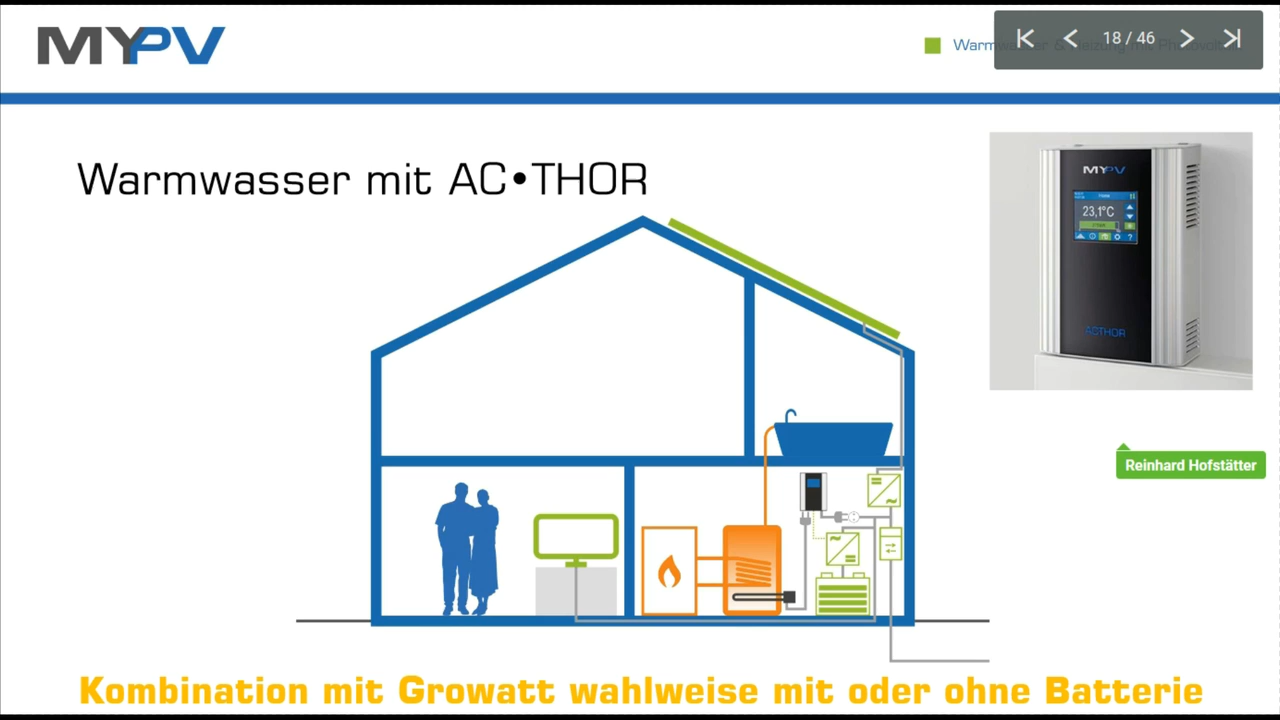 MYPV
18 / 46
Warmwasser mit AC•THOR
MYPV
23,1°C
ACTHOR
Reinhard Hofstätter
Kombination mit Growatt wahlweise mit oder ohne Batterie